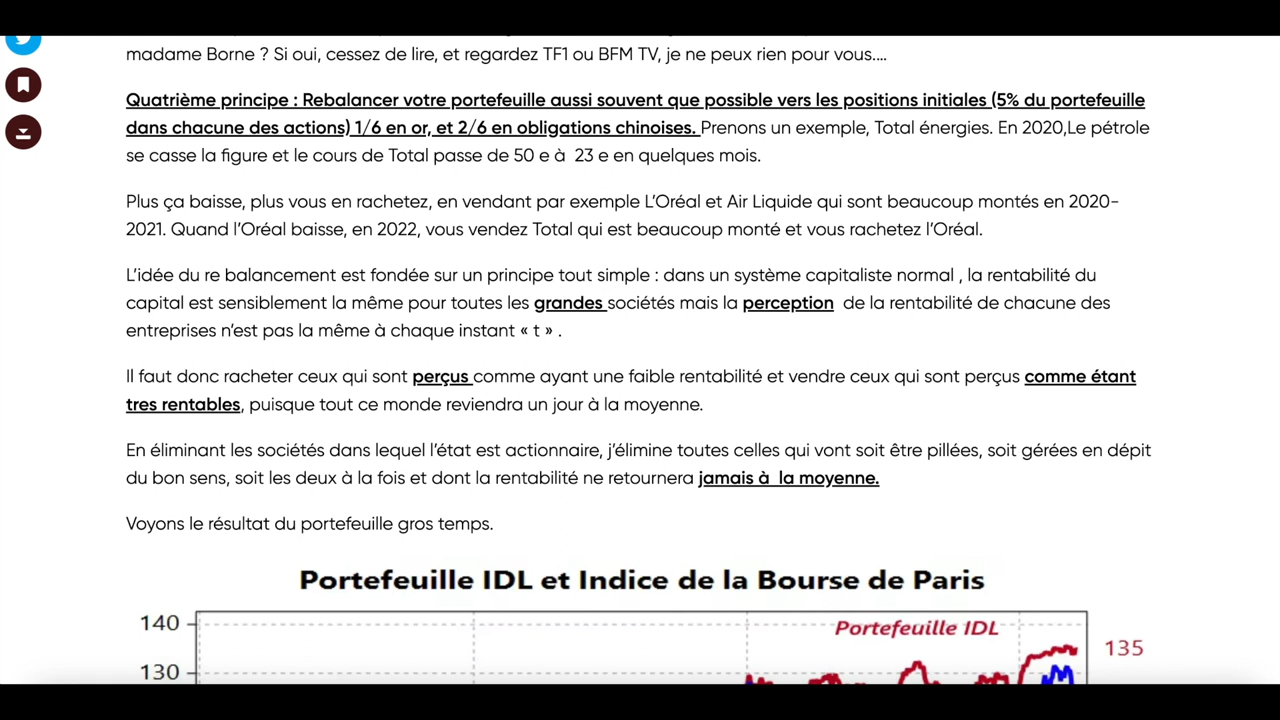 madame Borne ? Si oui, cessez de lire, et regardez TF1 ou BFM TV, je ne peux rien pour vous....
Quatrième principe : Rebalancer votre portefeuille aussi souvent que possible vers les positions initiales (5% du portefeuille
dans chacune des actions) 1/6 en or, et 2/6 en obligations chinoises. Prenons un exemple, Total énergies. En 2020,Le pétrole
se casse la figure et le cours de Total passe de 50 e à 23 e en quelques mois.
Plus ça baisse, plus vous en rachetez, en vendant par exemple L'Oréal et Air Liquide qui sont beaucoup montés en 2020-
2021. Quand l'Oréal baisse, en 2022, vous vendez Total qui est beaucoup monté et vous rachetez l'Oréal.
L'idée du re balancement est fondée sur un principe tout simple : dans un système capitaliste normal , la rentabilité du
capital est sensiblement la même pour toutes les grandes sociétés mais la perception de la rentabilité de chacune des
entreprises n'est pas la même à chaque instant « t » .
Il faut donc racheter ceux qui sont perçus comme ayant une faible rentabilité et vendre ceux qui sont perçus comme étant
tres rentables, puisque tout ce monde reviendra un jour à la moyenne.
En éliminant les sociétés dans lequel l'état est actionnaire, j'élimine toutes celles qui vont soit être pillées, soit gérées en dépit
du bon sens, soit les deux à la fois et dont la rentabilité ne retournera jamais à la moyenne.
Voyons le résultat du portefeuille gros temps.
Portefeuille IDL et Indice de la Bourse de Paris
140
Portefeuille IDL
135
130